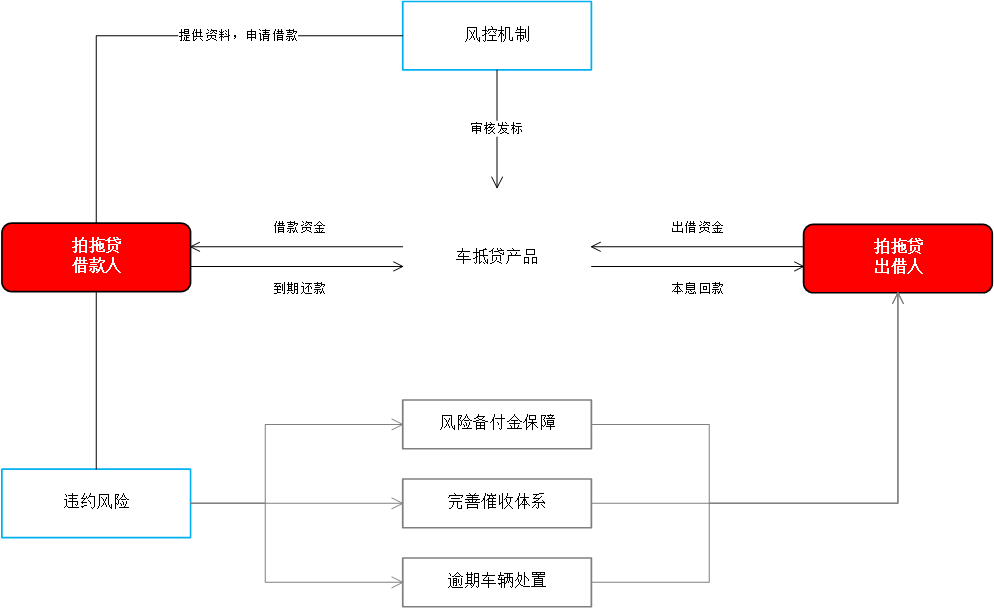 风控机制
提供资料，申请借款
审核发标
借款资金
出借资金
拍拖贷
借款人
车抵贷产品
拍拖贷
出借人
到期还款
本息回款
风险备付金保障
违约风险
完善催收体系
逾期车辆处置